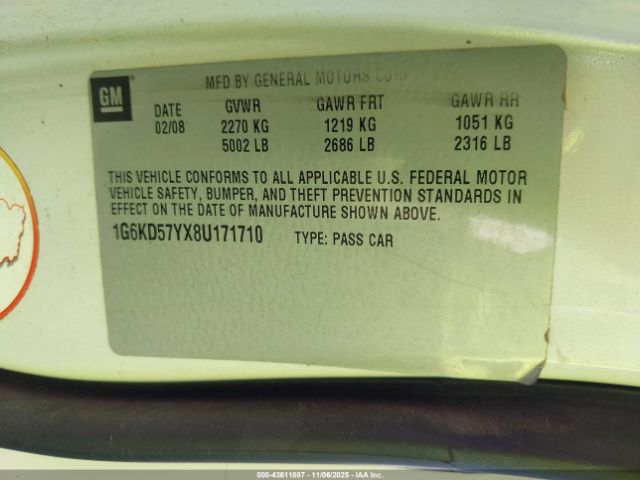 MFD BY GENERAL MOTORS CORP
GM
DATE GVWR GAWR FRT GAWR RR
02/08 2270 KG 1219 KG 1051 KG
5002 LB 2686 LB 2316 LB
THIS VEHICLE CONFORMS TO ALL APPLICABLE U.S. FEDERAL MOTOR
VEHICLE SAFETY, BUMPER, AND THEFT PREVENTION STANDARDS IN
EFFECT ON THE DATE OF MANUFACTURE SHOWN ABOVE.
1G6KD57YX8U171710 TYPE: PASS CAR
000-43611887 - 11/06/2025 - IAA Inc.